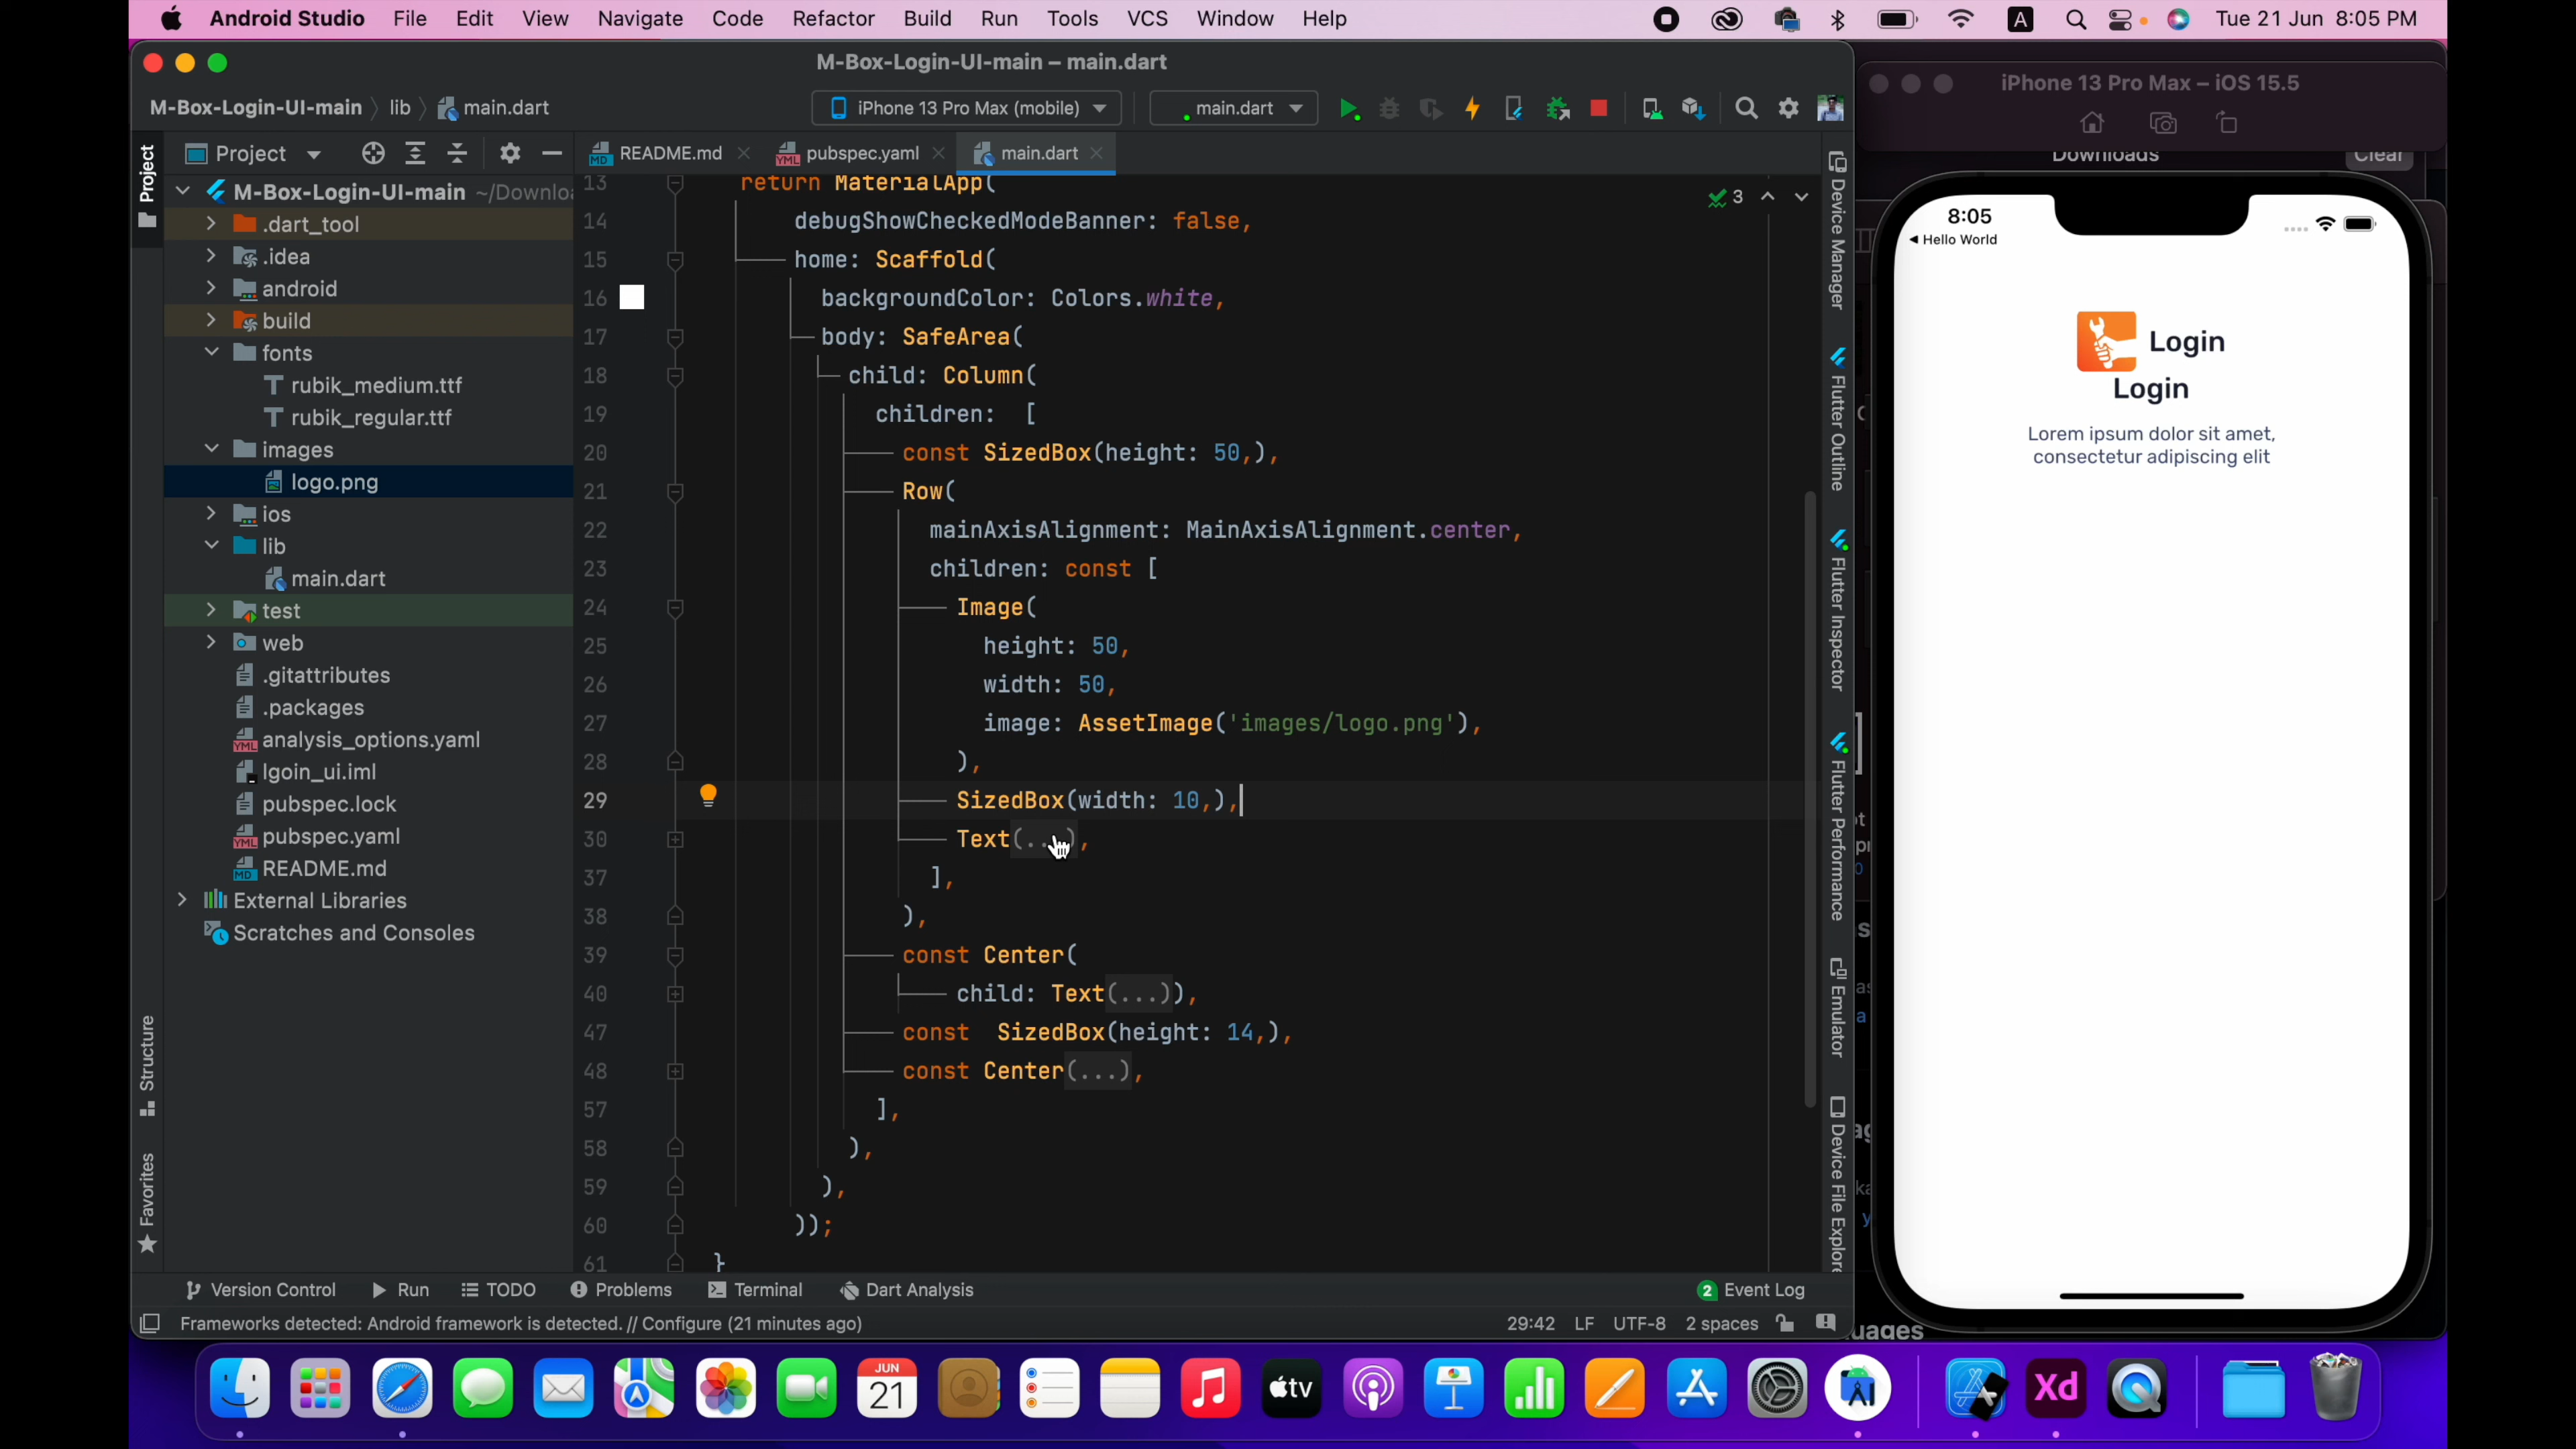 Android Studio File Edit View Navigate Code Refactor Build Run Tools VCS Window Help A Tue 21 Jun 8:05 PM
M-Box-Login-UI-main – main.dart
M-Box-Login-UI-main lib main.dart iPhone 13 Pro Max (mobile) main.dart
Project README.md pubspec.yaml main.dart
Project
M-Box-Login-UI-main ~/Downlo
.dart_tool
.idea
android
build
fonts
rubik_medium.ttf
rubik_regular.ttf
images
logo.png
ios
lib
main.dart
test
web
.gitattributes
.packages
analysis_options.yaml
lgoin_ui.iml
pubspec.lock
pubspec.yaml
README.md
External Libraries
Scratches and Consoles
Structure
Favorites
13 return MaterialApp(
14 debugShowCheckedModeBanner: false,
15 home: Scaffold(
16 backgroundColor: Colors.white,
17 body: SafeArea(
18 child: Column(
19 children: [
20 const SizedBox(height: 50,),
21 Row(
22 mainAxisAlignment: MainAxisAlignment.center,
23 children: const [
24 Image(
25 height: 50,
26 width: 50,
27 image: AssetImage('images/logo.png'),
28 ),
29 SizedBox(width: 10,),
30 Text(...),
37 ],
38 ),
39 const Center(
40 child: Text(...)),
47 const SizedBox(height: 14,),
48 const Center(...),
57 ],
58 ),
59 ),
60 ));
61 }
3
Device Manager
Flutter Outline
Flutter Inspector
Flutter Performance
Emulator
Device File Explore
Version Control Run TODO Problems Terminal Dart Analysis 2 Event Log
Frameworks detected: Android framework is detected. // Configure (21 minutes ago) 29:42 LF UTF-8 2 spaces
iPhone 13 Pro Max – iOS 15.5
Downloads Clear
8:05
Hello World
Login
Login
Lorem ipsum dolor sit amet,
consectetur adipiscing elit
uages
JUN
21
tv
Xd